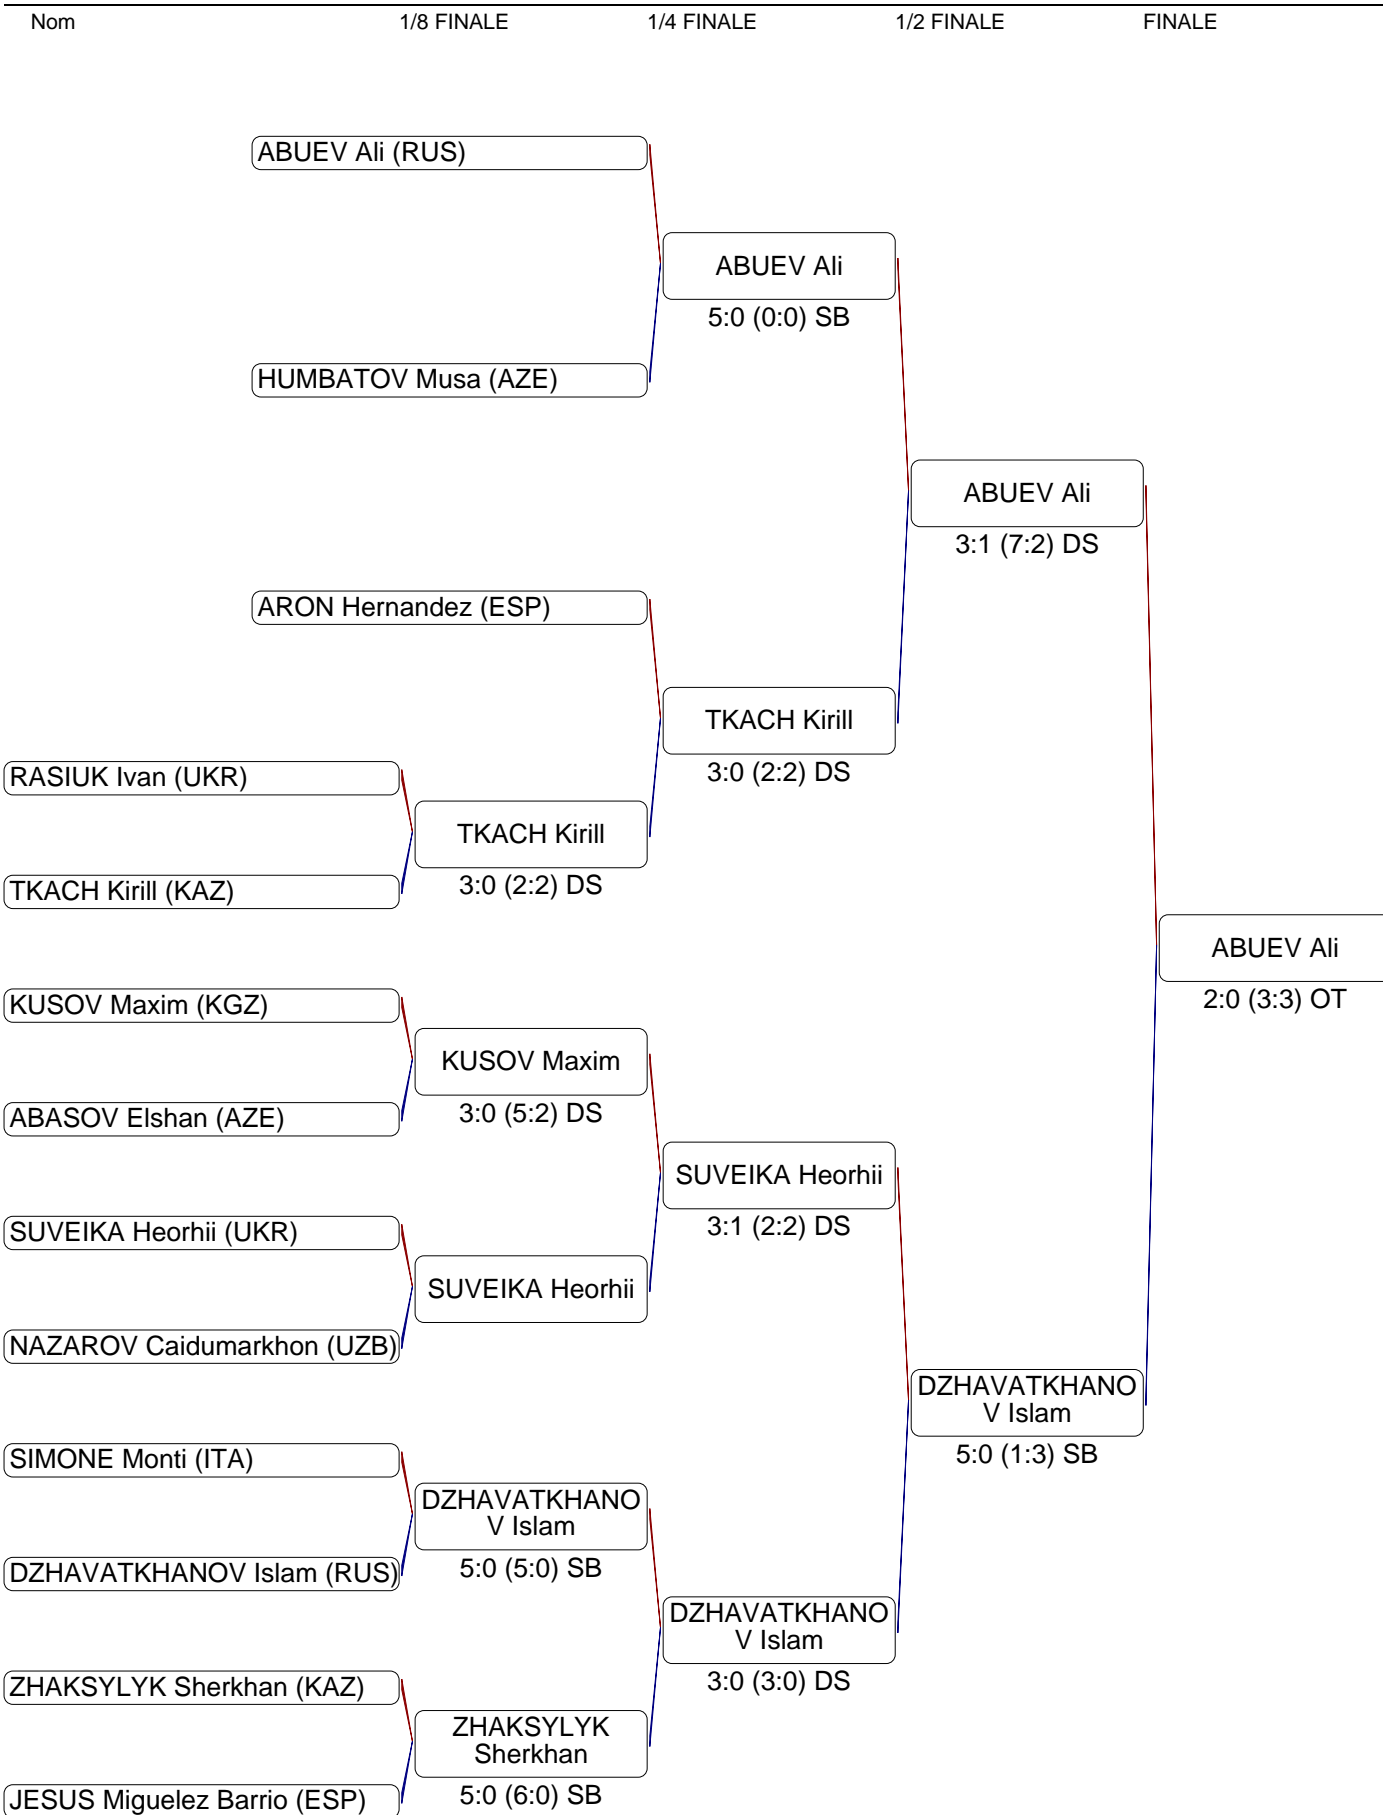 Nom 1/8 FINALE 1/4 FINALE 1/2 FINALE FINALE
ABUEV Ali (RUS)
ABUEV Ali
5:0 (0:0) SB
HUMBATOV Musa (AZE)
ABUEV Ali
3:1 (7:2) DS
ARON Hernandez (ESP)
TKACH Kirill
3:0 (2:2) DS
RASIUK Ivan (UKR)
TKACH Kirill
3:0 (2:2) DS
TKACH Kirill (KAZ)
ABUEV Ali
2:0 (3:3) OT
KUSOV Maxim (KGZ)
KUSOV Maxim
3:0 (5:2) DS
ABASOV Elshan (AZE)
SUVEIKA Heorhii
3:1 (2:2) DS
SUVEIKA Heorhii (UKR)
SUVEIKA Heorhii
NAZAROV Caidumarkhon (UZB)
DZHAVATKHANO
V Islam
5:0 (1:3) SB
SIMONE Monti (ITA)
DZHAVATKHANO
V Islam
5:0 (5:0) SB
DZHAVATKHANOV Islam (RUS)
DZHAVATKHANO
V Islam
3:0 (3:0) DS
ZHAKSYLYK Sherkhan (KAZ)
ZHAKSYLYK
Sherkhan
5:0 (6:0) SB
JESUS Miguelez Barrio (ESP)